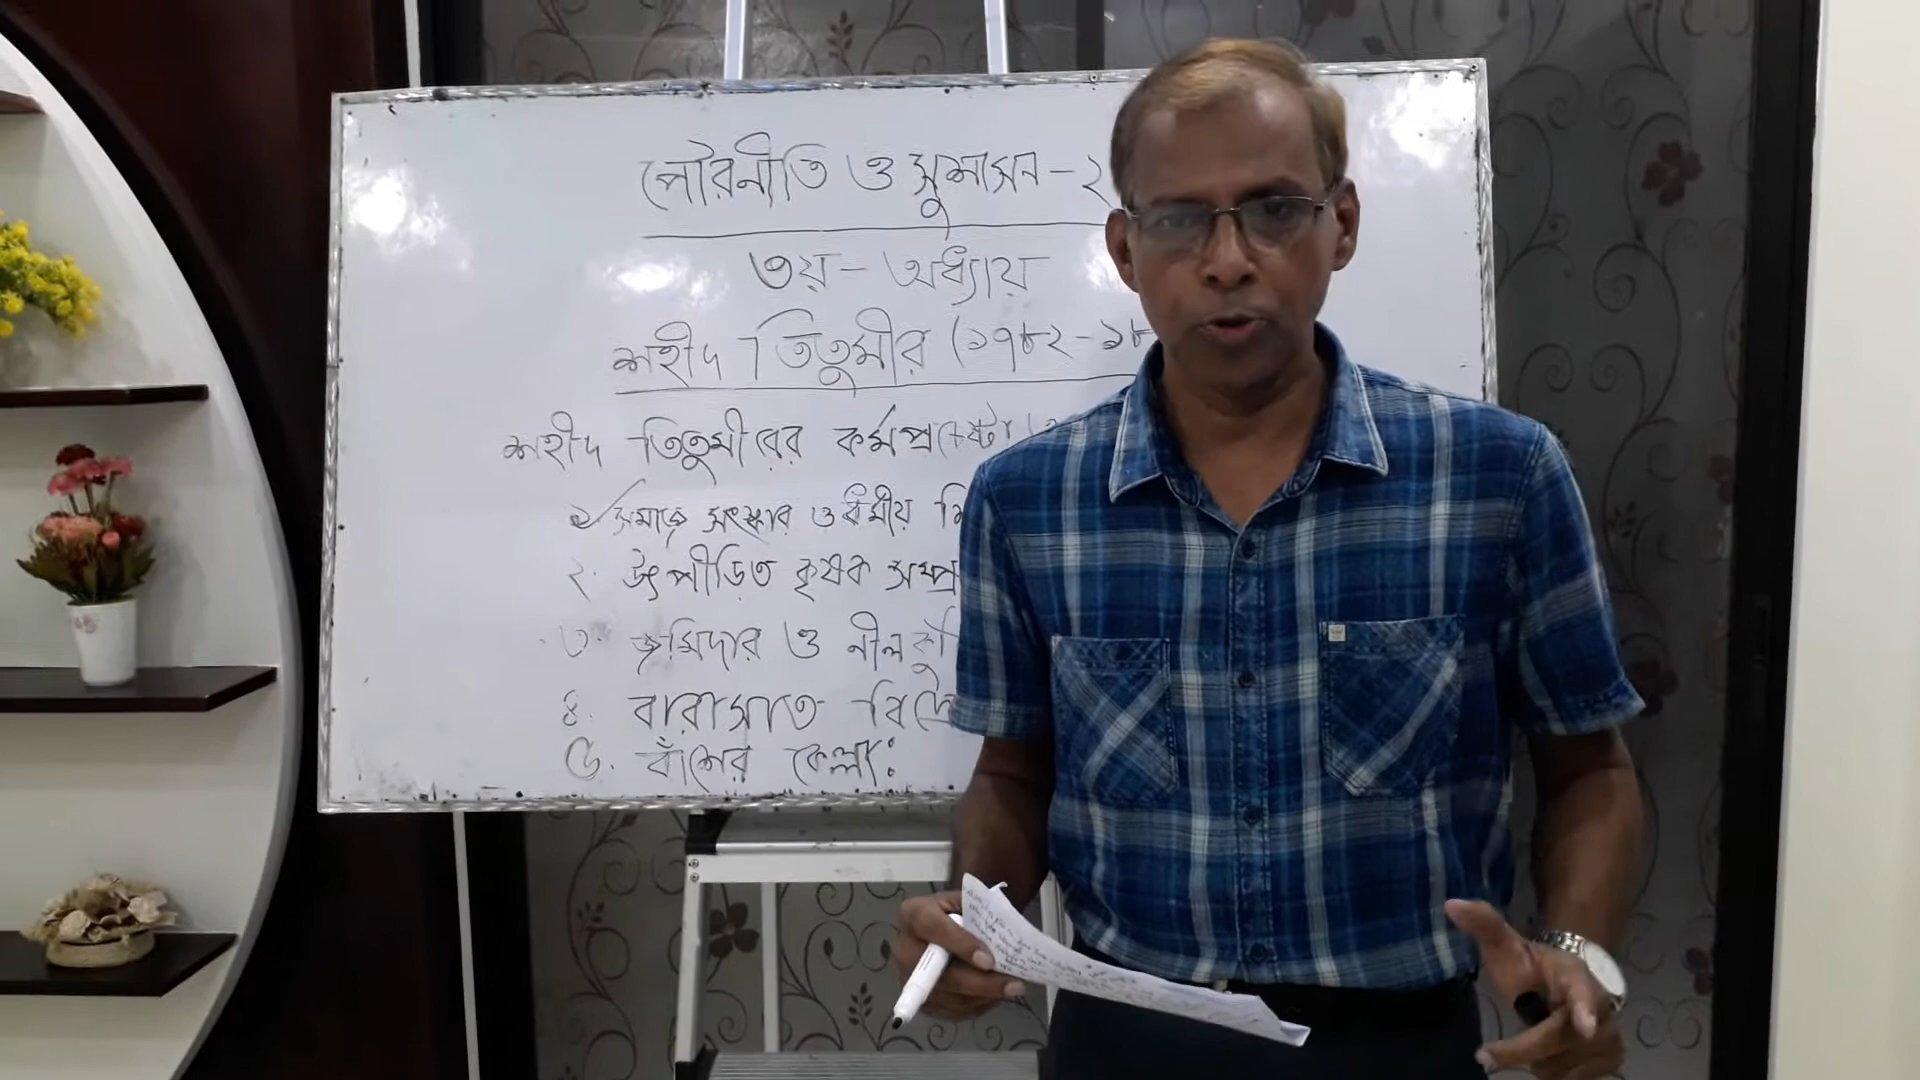 পৌরনীতি ও সুশাসন - ২
৩য় - অধ্যায়
শহীদ তিতুমীর (১৭৮২ - ১৮
শহীদ তিতুমীরের কর্মপ্রচেষ্টা
১ সমাজ সংস্কার ও ধর্মীয় শি
২. উৎপীড়িত কৃষক সম্প্র
৩. জমিদার ও নীলকু
৪. বারাসাত বিদ্রো
৫. বাঁশের কেল্লা: